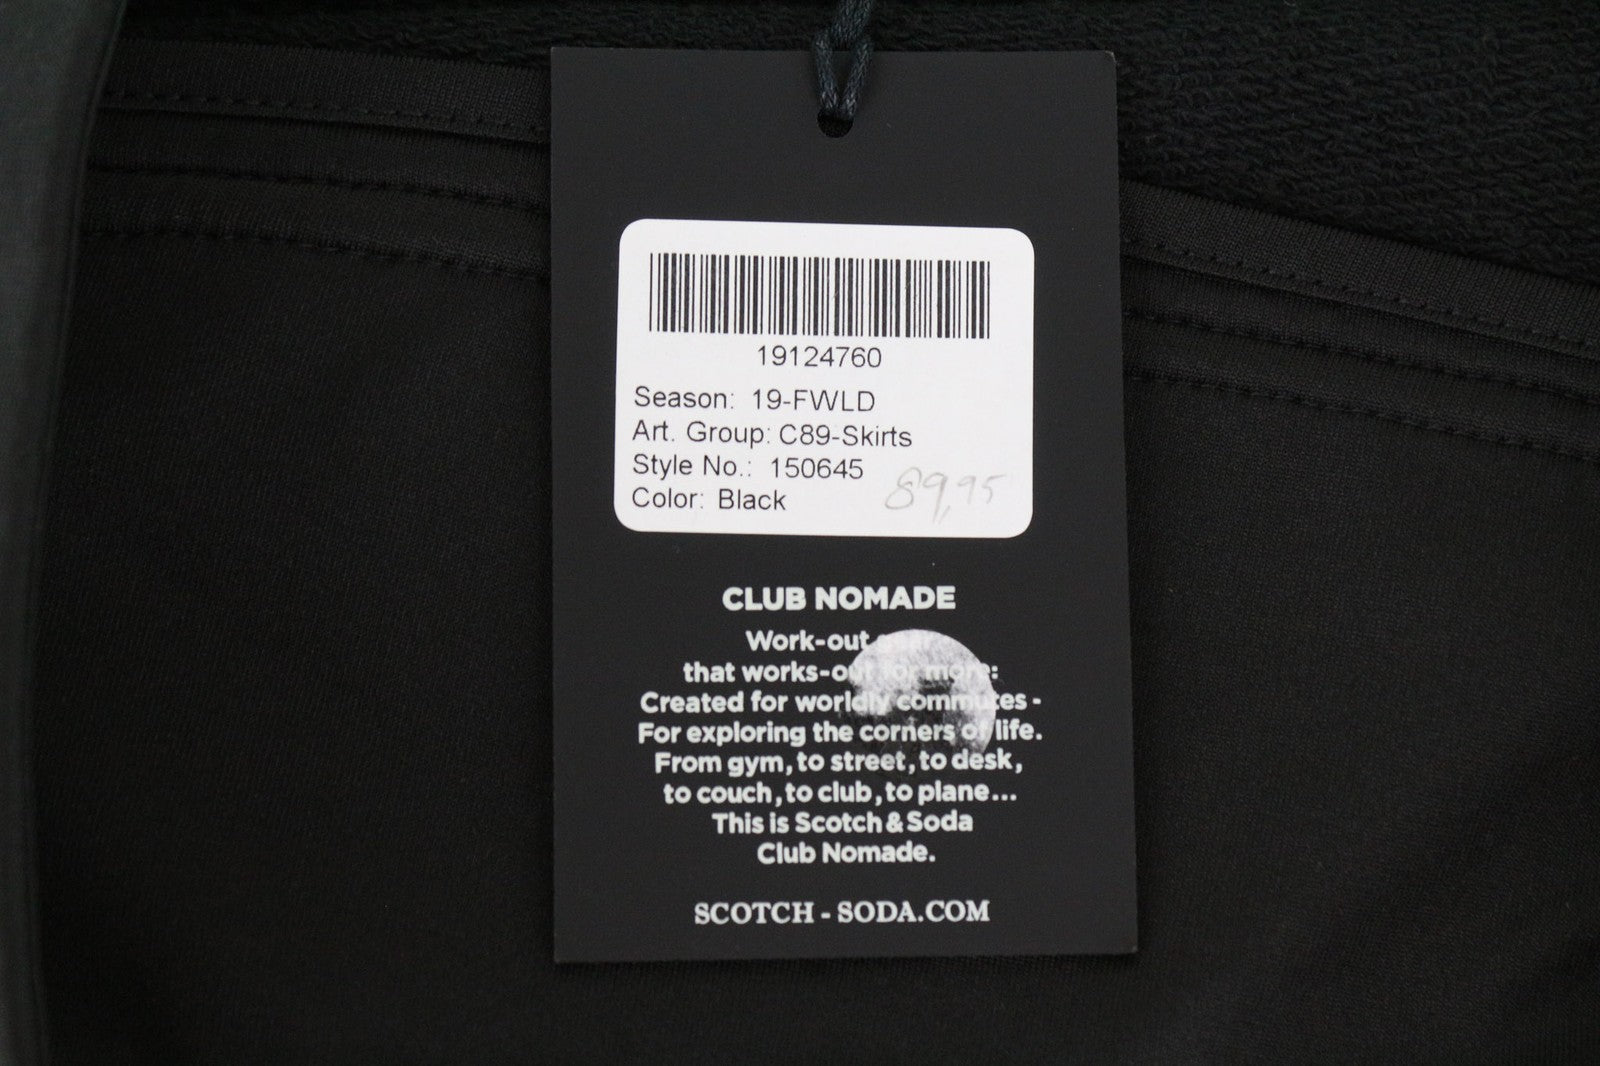 19124760
Season: 19-FWLD
Art. Group: C89-Skirts
Style No.: 150645
Color: Black
89,95
CLUB NOMADE
Work-out
that works-out for more:
Created for worldly commutes -
For exploring the corners of life.
From gym, to street, to desk,
to couch, to club, to plane...
This is Scotch & Soda
Club Nomade.
SCOTCH - SODA.COM